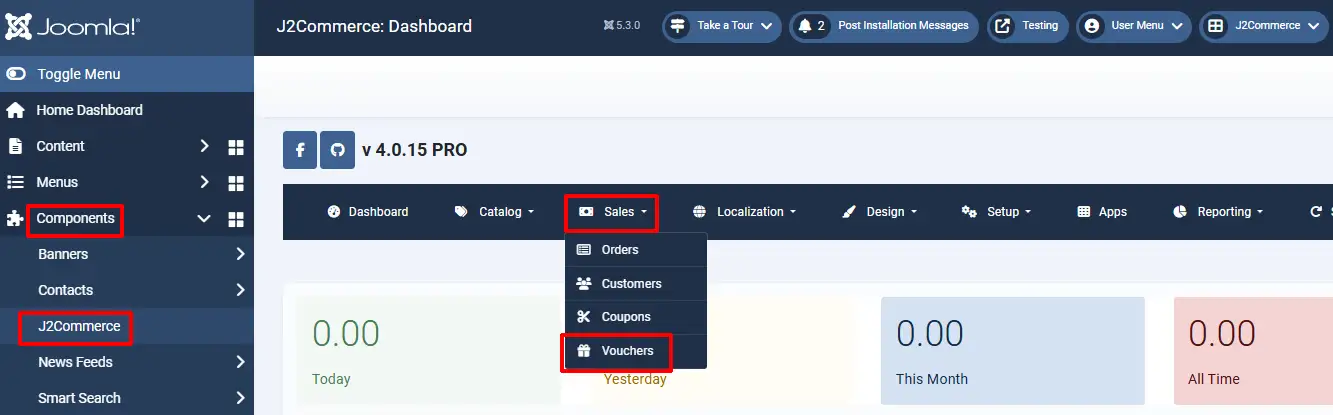 Joomla!
J2Commerce: Dashboard
5.3.0
Take a Tour
2
Post Installation Messages
Testing
User Menu
J2Commerce
Toggle Menu
Home Dashboard
Content
Menus
Components
Banners
Contacts
J2Commerce
News Feeds
Smart Search
v 4.0.15 PRO
Dashboard
Catalog
Sales
Localization
Design
Setup
Apps
Reporting
Orders
Customers
Coupons
Vouchers
0.00
Today
Yesterday
0.00
This Month
0.00
All Time